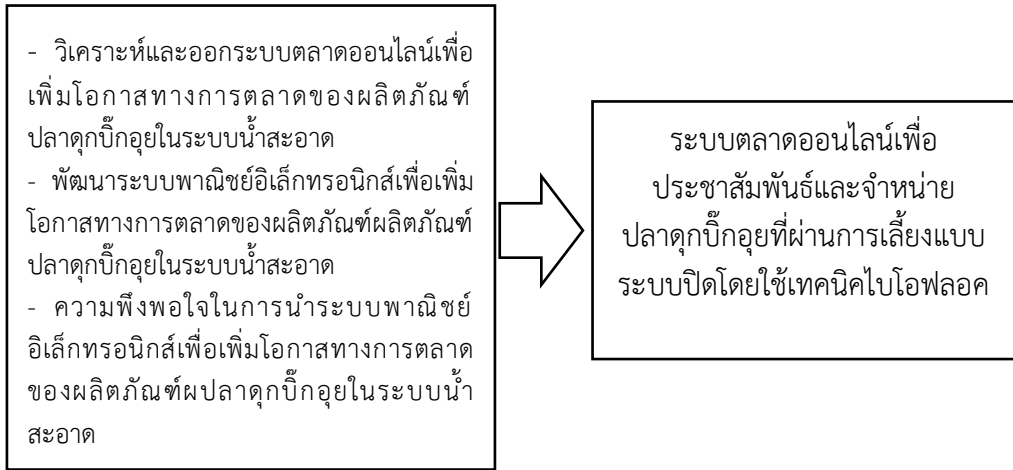 - วิเคราะห์และออกระบบตลาดออนไลน์เพื่อ
เพิ่มโอกาสทางการตลาดของผลิตภัณฑ์
ปลาดุกบิ๊กอุยในระบบน้ำสะอาด
- พัฒนาระบบพาณิชย์อิเล็กทรอนิกส์เพื่อเพิ่ม
โอกาสทางการตลาดของผลิตภัณฑ์ผลิตภัณฑ์
ปลาดุกบิ๊กอุยในระบบน้ำสะอาด
- ความพึงพอใจในการนำระบบพาณิชย์
อิเล็กทรอนิกส์เพื่อเพิ่มโอกาสทางการตลาด
ของผลิตภัณฑ์ผปลาดุกบิ๊กอุยในระบบน้ำ
สะอาด
ระบบตลาดออนไลน์เพื่อ
ประชาสัมพันธ์และจำหน่าย
ปลาดุกบิ๊กอุยที่ผ่านการเลี้ยงแบบ
ระบบปิดโดยใช้เทคนิคไบโอฟลอค